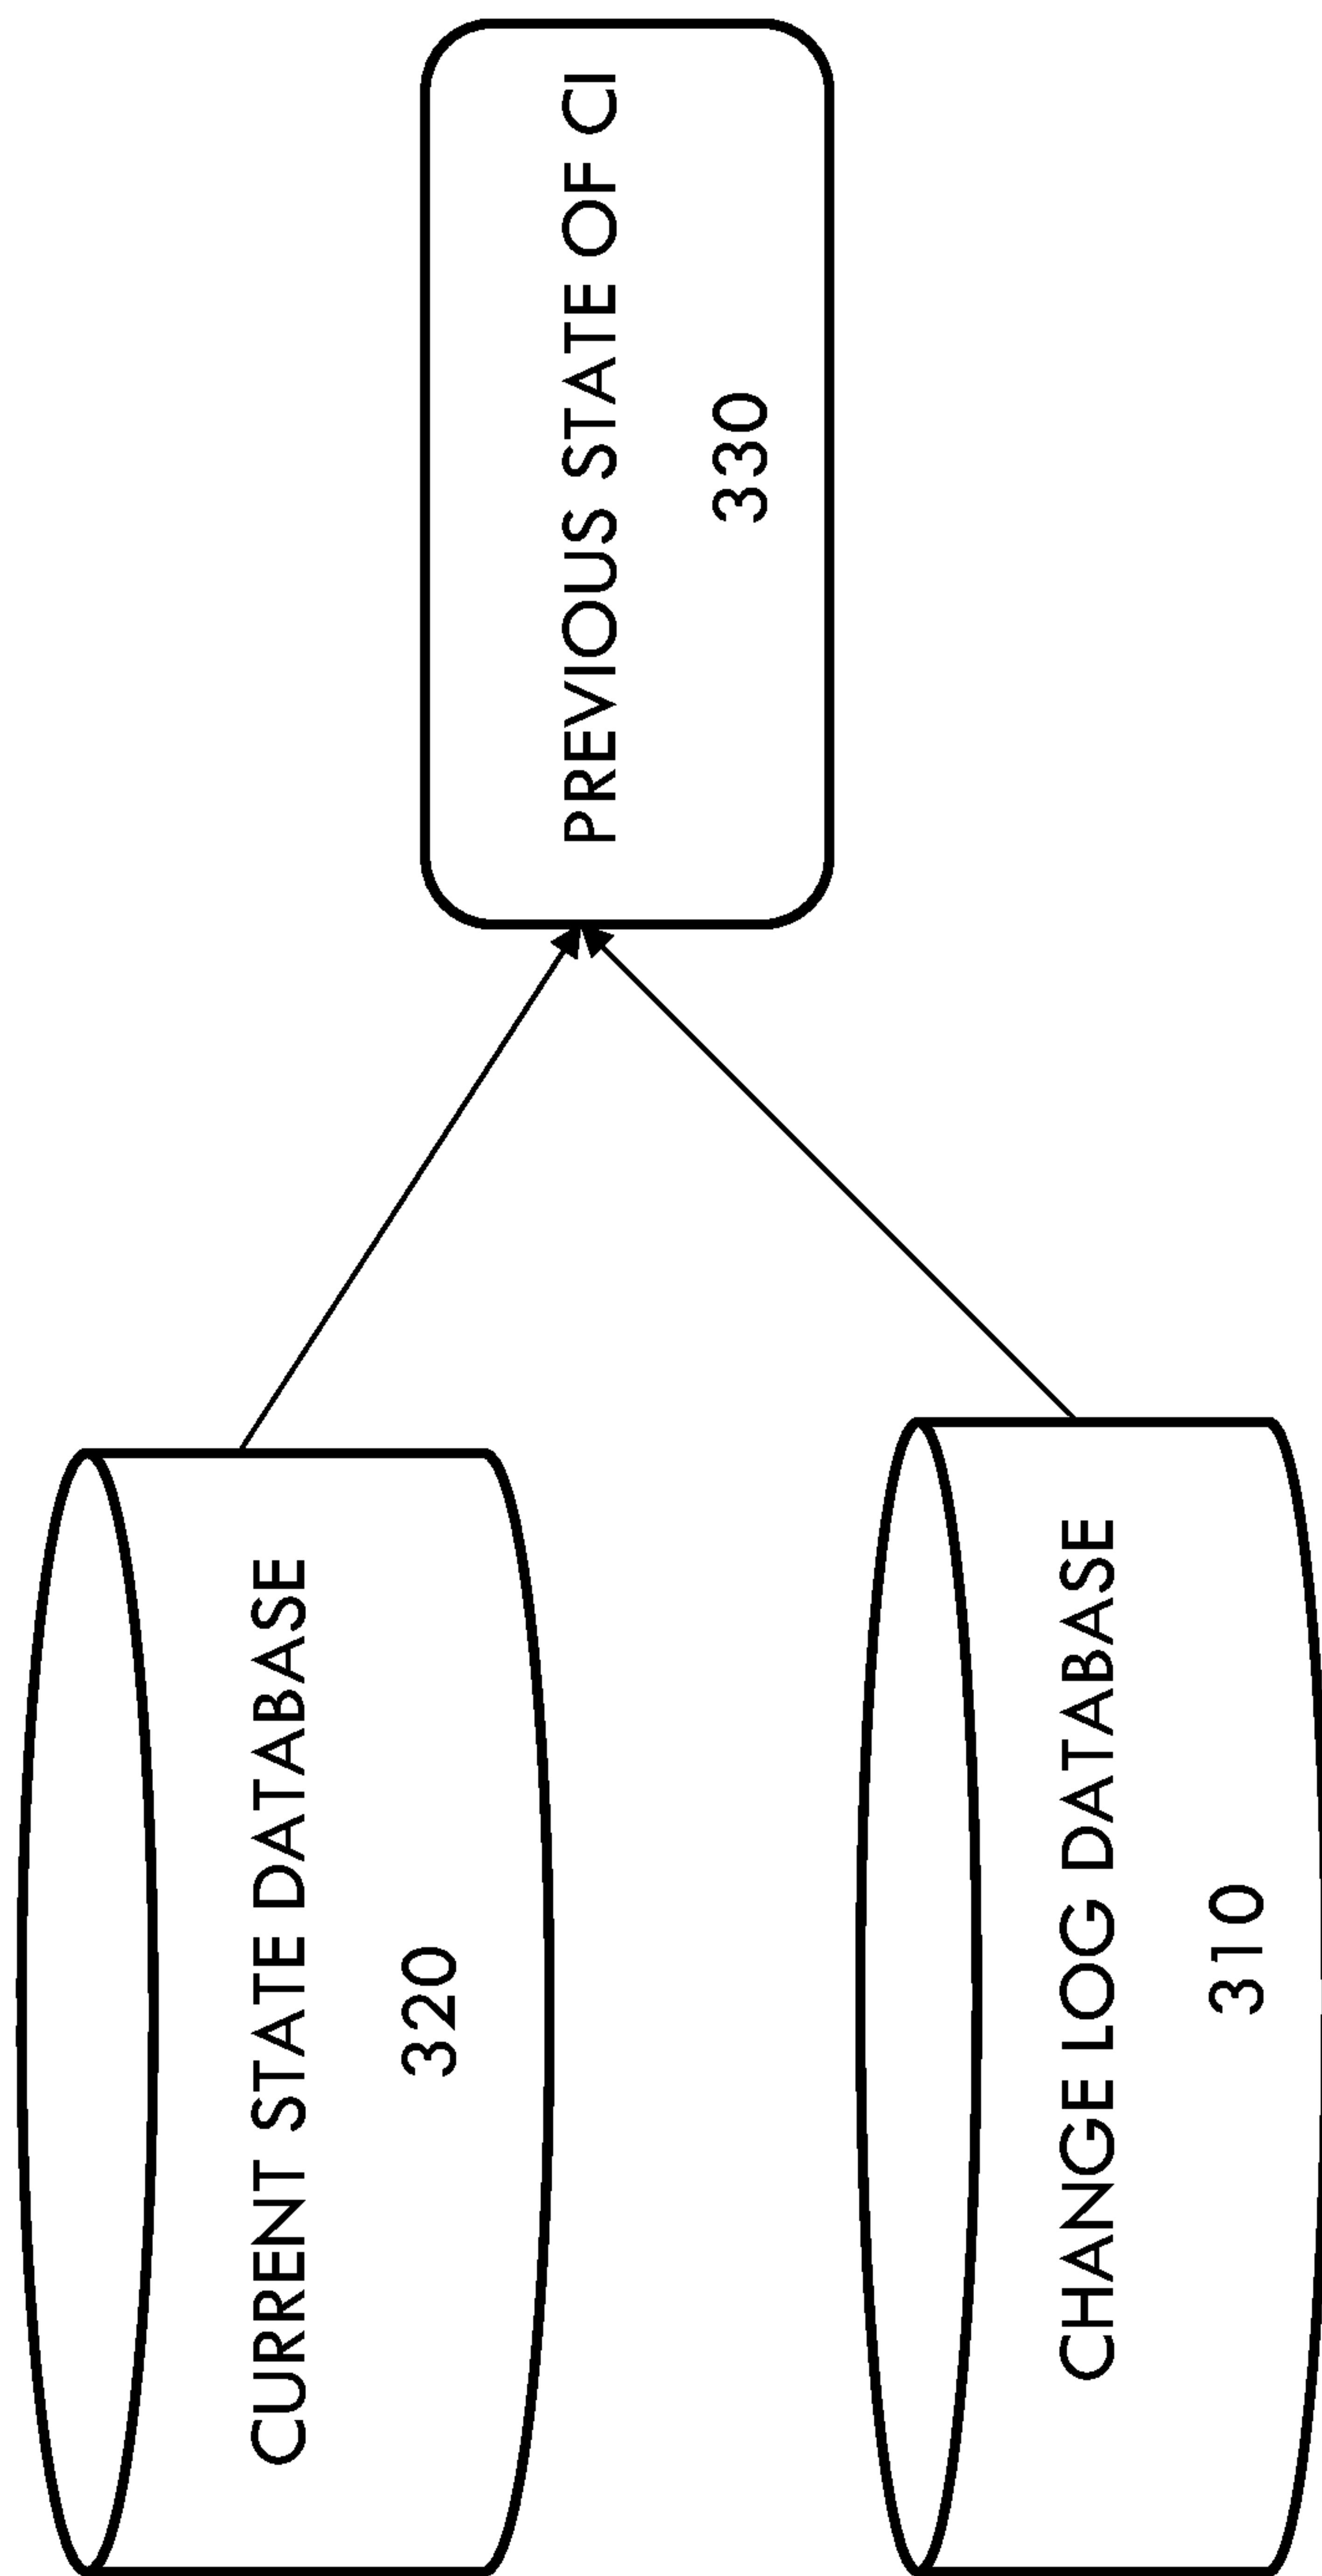 CURRENT STATE DATABASE
320
PREVIOUS STATE OF CI
330
CHANGE LOG DATABASE
310